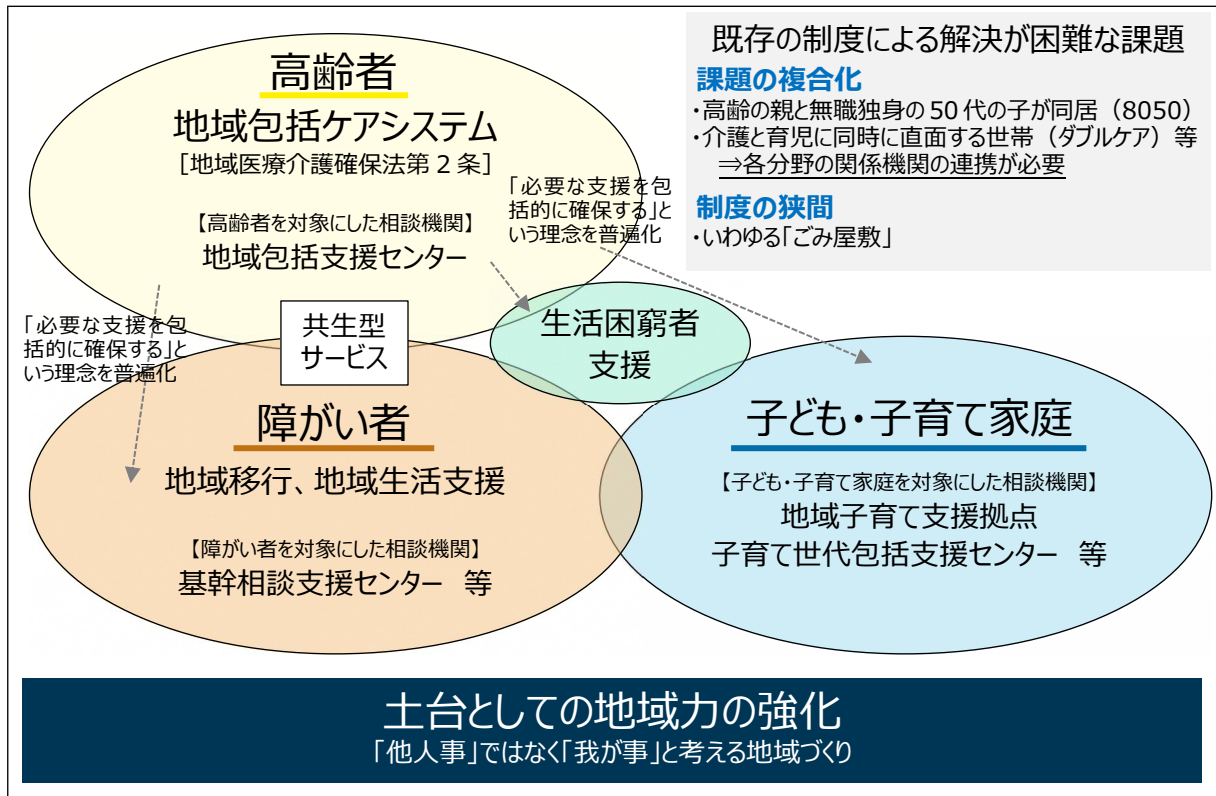 高齢者
地域包括ケアシステム
[地域医療介護確保法第2条]
【高齢者を対象にした相談機関】
地域包括支援センター
「必要な支援を包
括的に確保する」と
いう理念を普遍化
既存の制度による解決が困難な課題
課題の複合化
・高齢の親と無職独身の50代の子が同居（8050）
・介護と育児に同時に直面する世帯（ダブルケア）等
⇒各分野の関係機関の連携が必要
制度の狭間
・いわゆる「ごみ屋敷」
「必要な支援を包
括的に確保する」と
いう理念を普遍化
共生型
サービス
生活困窮者
支援
障がい者
地域移行、地域生活支援
【障がい者を対象にした相談機関】
基幹相談支援センター 等
子ども・子育て家庭
【子ども・子育て家庭を対象にした相談機関】
地域子育て支援拠点
子育て世代包括支援センター 等
土台としての地域力の強化
「他人事」ではなく「我が事」と考える地域づくり